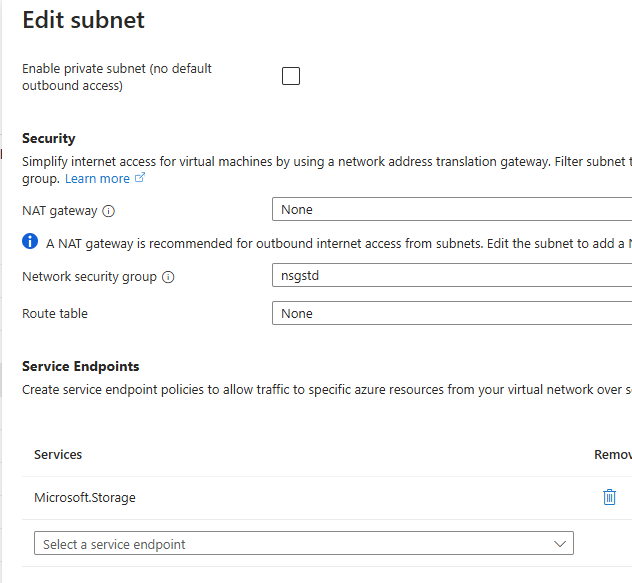 Edit subnet
Enable private subnet (no default
outbound access)
Security
Simplify internet access for virtual machines by using a network address translation gateway. Filter subnet
group. Learn more
NAT gateway
None
A NAT gateway is recommended for outbound internet access from subnets. Edit the subnet to add a
Network security group
nsgstd
Route table
None
Service Endpoints
Create service endpoint policies to allow traffic to specific azure resources from your virtual network over
Services
Remov
Microsoft.Storage
Select a service endpoint